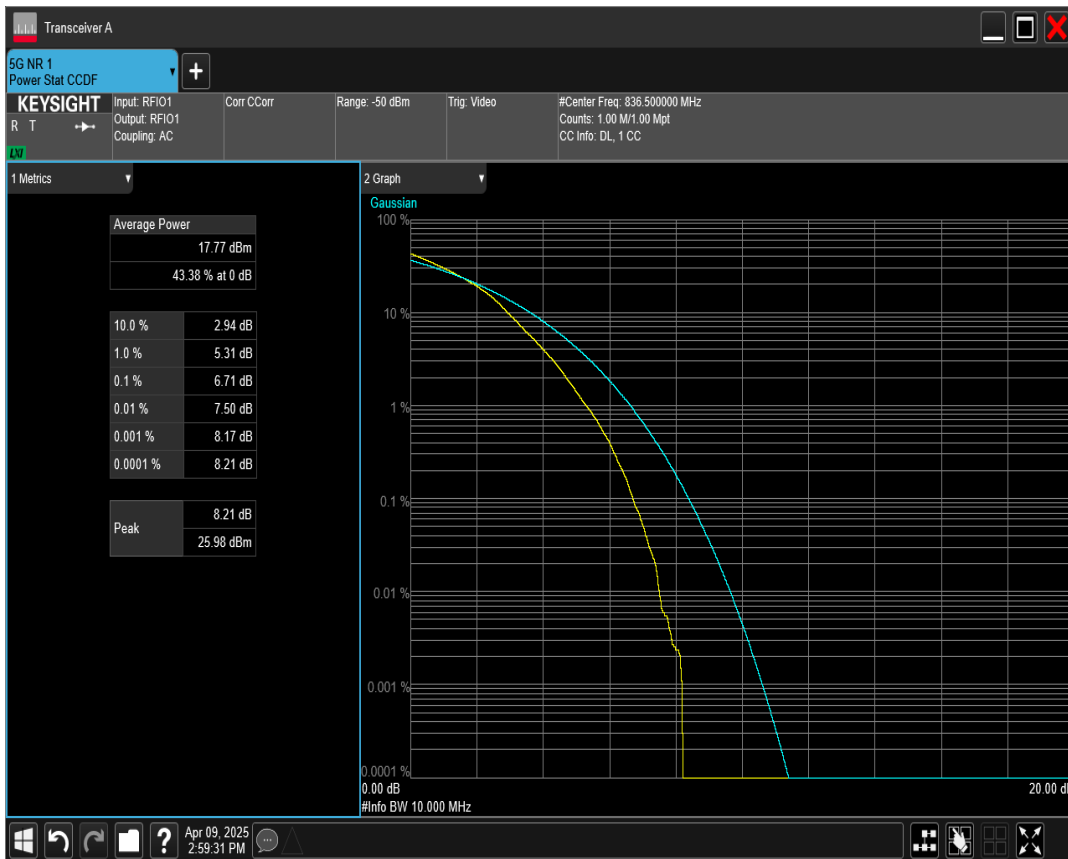 Transceiver A
5G NR 1
Power Stat CCDF
+
KEYSIGHT
R T
LXI
Input: RFIO1
Output: RFIO1
Coupling: AC
Corr CCorr
Range: -50 dBm
Trig: Video
#Center Freq: 836.500000 MHz
Counts: 1.00 M/1.00 Mpt
CC Info: DL, 1 CC
1 Metrics
Average Power
17.77 dBm
43.38 % at 0 dB
10.0 % 2.94 dB
1.0 % 5.31 dB
0.1 % 6.71 dB
0.01 % 7.50 dB
0.001 % 8.17 dB
0.0001 % 8.21 dB
Peak
8.21 dB
25.98 dBm
2 Graph
Gaussian
100 %
10 %
1 %
0.1 %
0.01 %
0.001 %
0.0001 %
0.00 dB
20.00 d
#Info BW 10.000 MHz
?
Apr 09, 2025
2:59:31 PM